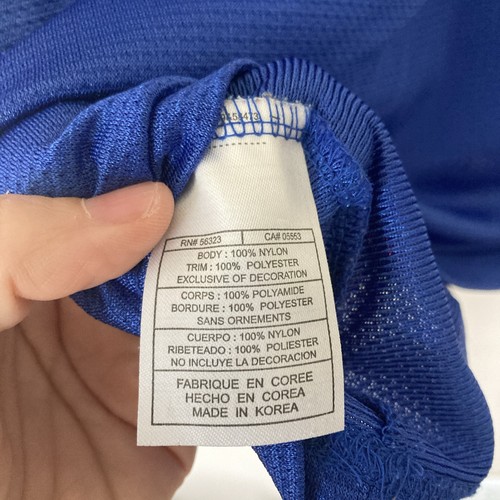 RN# 56323 CA# 05553
BODY : 100% NYLON
TRIM : 100% POLYESTER
EXCLUSIVE OF DECORATION
CORPS : 100% POLYAMIDE
BORDURE : 100% POLYESTER
SANS ORNEMENTS
CUERPO : 100% NYLON
RIBETEADO : 100% POLIESTER
NO INCLUYE LA DECORACION
FABRIQUE EN COREE
HECHO EN COREA
MADE IN KOREA